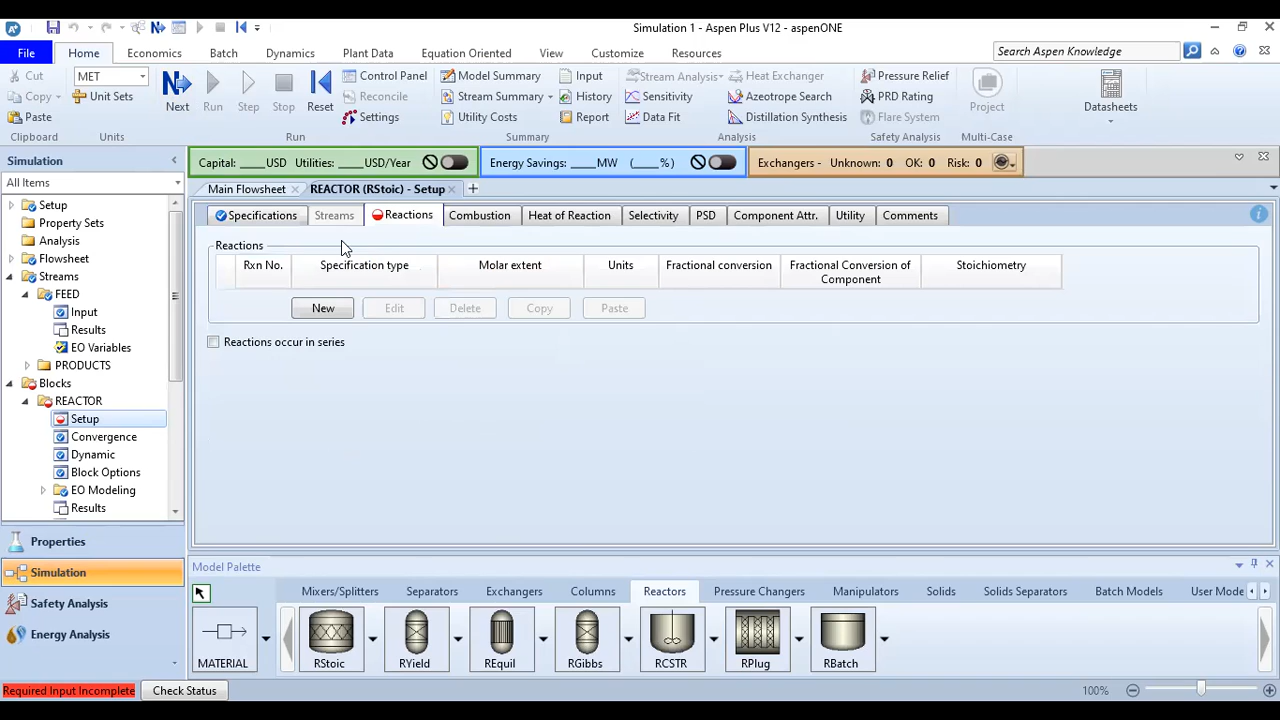 Simulation 1 - Aspen Plus V12 - aspenONE
File Home Economics Batch Dynamics Plant Data Equation Oriented View Customize Resources Search Aspen Knowledge
Cut MET Control Panel Model Summary Input Stream Analysis Heat Exchanger Pressure Relief
Copy Unit Sets Next Run Step Stop Reset Reconcile Stream Summary History Sensitivity Azeotrope Search PRD Rating Project Datasheets
Paste Settings Utility Costs Report Data Fit Distillation Synthesis Flare System
Clipboard Units Run Summary Analysis Safety Analysis Multi-Case
Simulation Capital: ____USD Utilities: ____USD/Year Energy Savings: ____MW (____%) Exchangers - Unknown: 0 OK: 0 Risk: 0
All Items Main Flowsheet REACTOR (RStoic) - Setup
Setup Specifications Streams Reactions Combustion Heat of Reaction Selectivity PSD Component Attr. Utility Comments
Property Sets
Analysis Reactions
Flowsheet Rxn No. Specification type Molar extent Units Fractional conversion Fractional Conversion of Component Stoichiometry
Streams
FEED
Input New Edit Delete Copy Paste
Results
EO Variables Reactions occur in series
PRODUCTS
Blocks
REACTOR
Setup
Convergence
Dynamic
Block Options
EO Modeling
Results
Properties
Simulation
Safety Analysis
Energy Analysis
Model Palette
Mixers/Splitters Separators Exchangers Columns Reactors Pressure Changers Manipulators Solids Solids Separators Batch Models User Mode
MATERIAL RStoic RYield REquil RGibbs RCSTR RPlug RBatch
Required Input Incomplete Check Status 100%